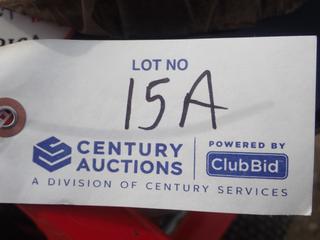 LOT NO
15A
CENTURY AUCTIONS
POWERED BY
ClubBid
A DIVISION OF CENTURY SERVICES